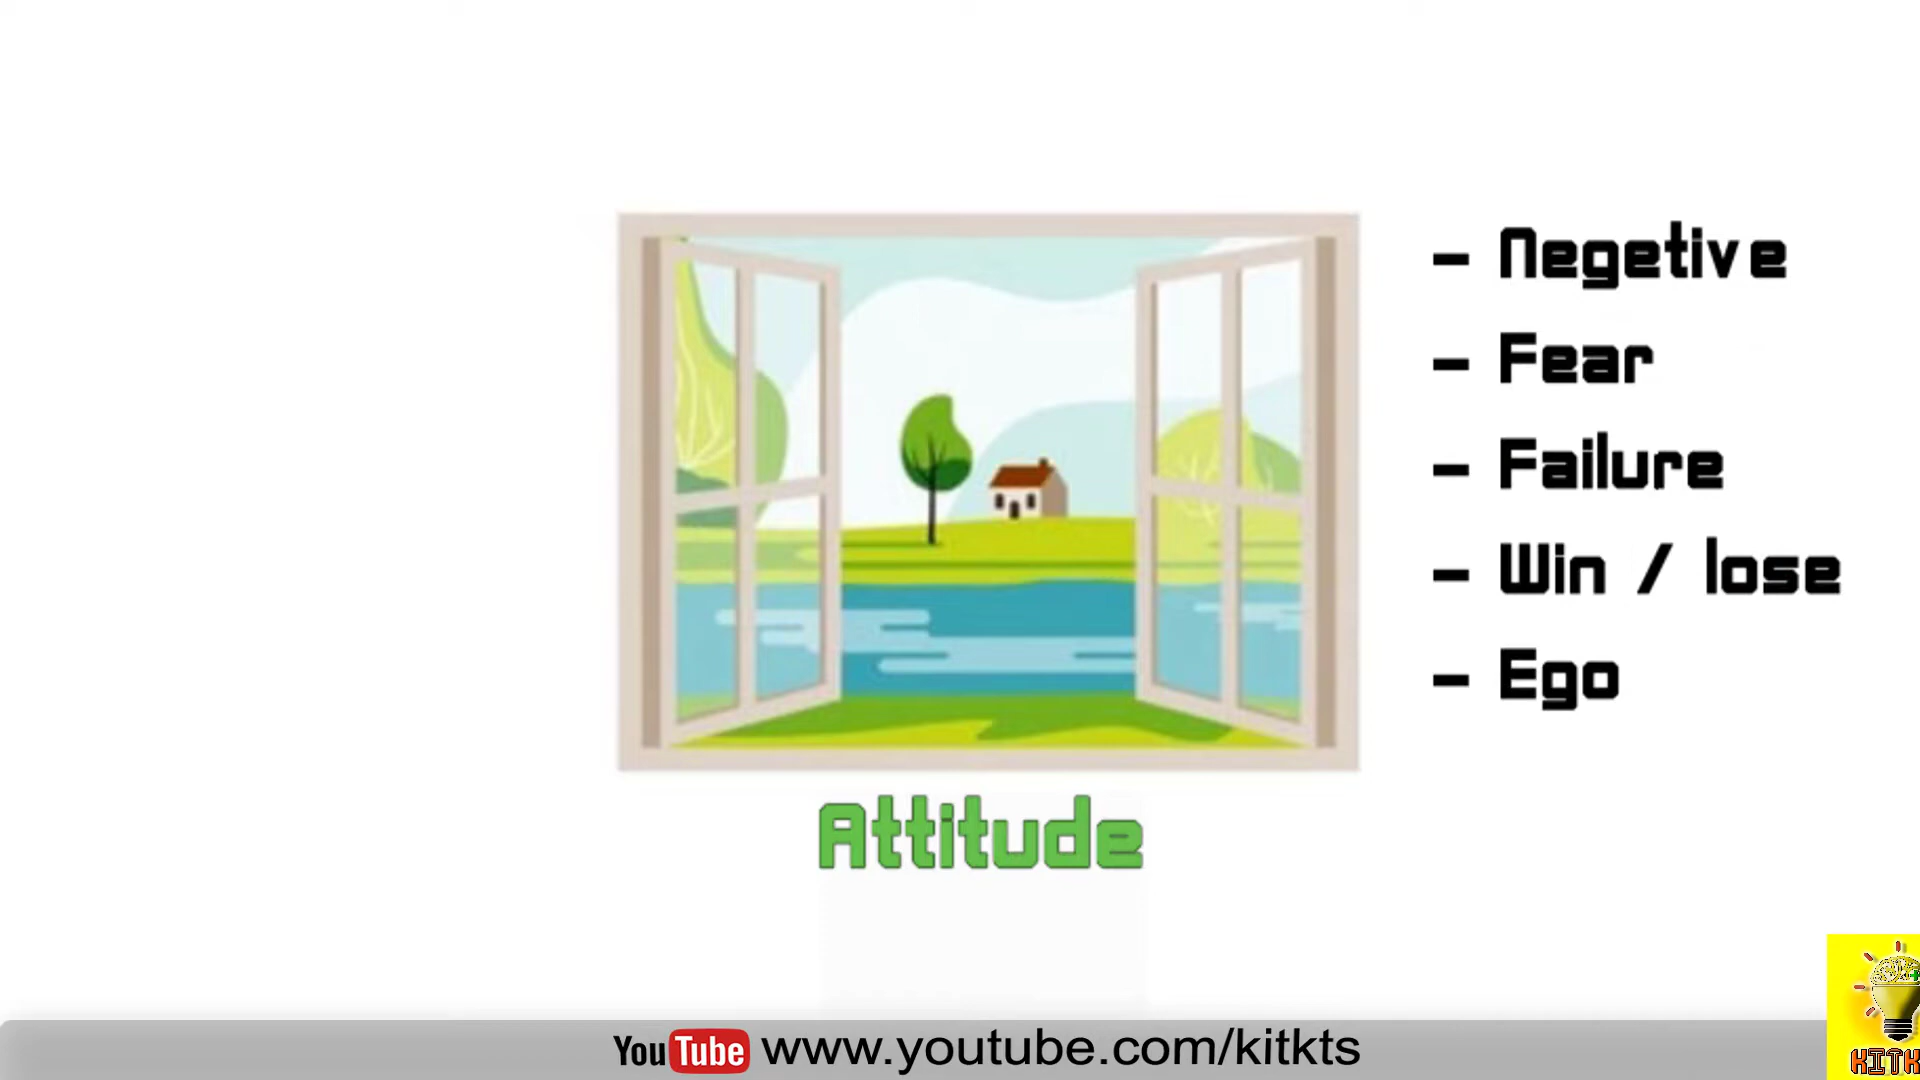 - Negetive
- Fear
- Failure
- Win / lose
- Ego
Attitude
YouTube www.youtube.com/kitkts